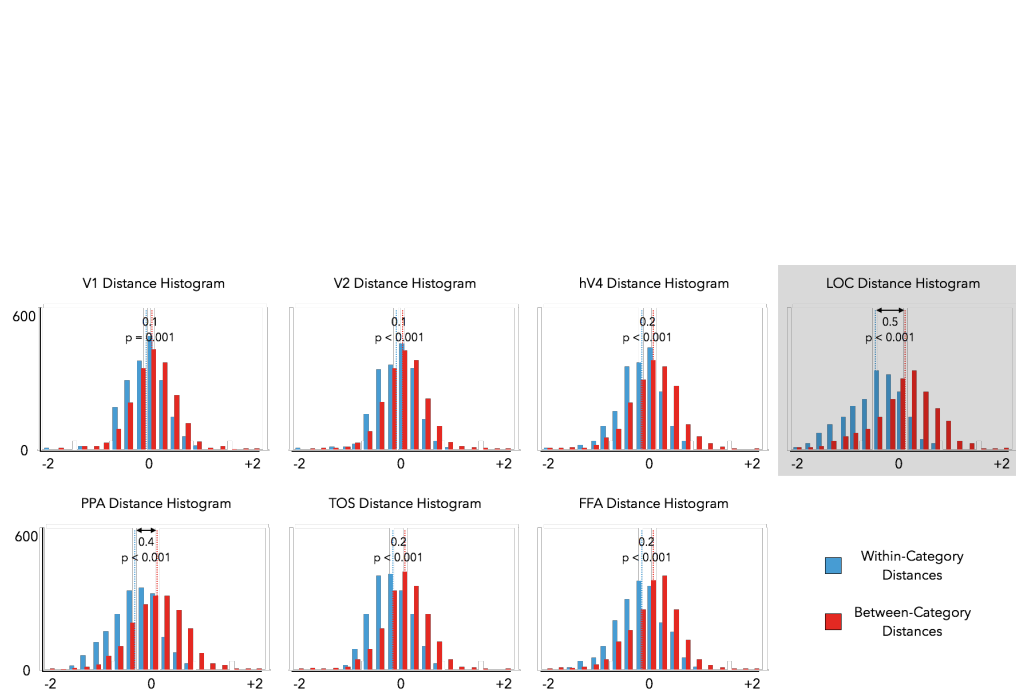 V1 Distance Histogram
V2 Distance Histogram
hV4 Distance Histogram
LOC Distance Histogram
600
0.1
p = 0.001
0.1
p < 0.001
0.2
p < 0.001
0.5
p < 0.001
0
-2
0
+2
-2
0
+2
-2
0
+2
-2
0
+2
PPA Distance Histogram
TOS Distance Histogram
FFA Distance Histogram
600
0.4
p < 0.001
0.2
p < 0.001
0.2
p < 0.001
Within-Category
Distances
Between-Category
Distances
0
-2
0
+2
-2
0
+2
-2
0
+2